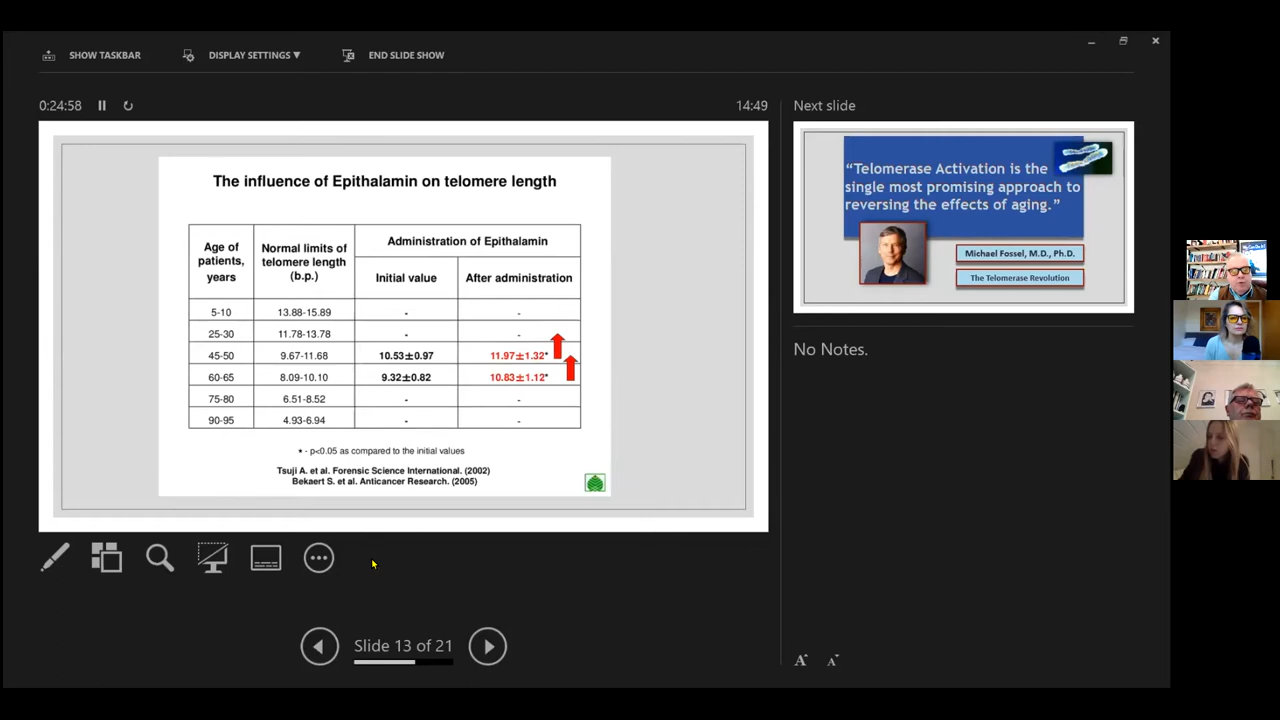 SHOW TASKBAR
DISPLAY SETTINGS ▼
END SLIDE SHOW
0:24:58
14:49
The influence of Epithalamin on telomere length
Age of patients, years
Normal limits of telomere length (b.p.)
Administration of Epithalamin
Initial value
After administration
5-10 13.88-15.89 - -
25-30 11.78-13.78 - -
45-50 9.67-11.68 10.53±0.97 11.97±1.32*
60-65 8.09-10.10 9.32±0.82 10.83±1.12*
75-80 6.51-8.52 - -
90-95 4.93-6.94 - -
* - p<0.05 as compared to the initial values
Tsuji A. et al. Forensic Science International. (2002)
Bekaert S. et al. Anticancer Research. (2005)
Slide 13 of 21
Next slide
“Telomerase Activation is the
single most promising approach to
reversing the effects of aging.”
Michael Fossel, M.D., Ph.D.
The Telomerase Revolution
No Notes.
A A